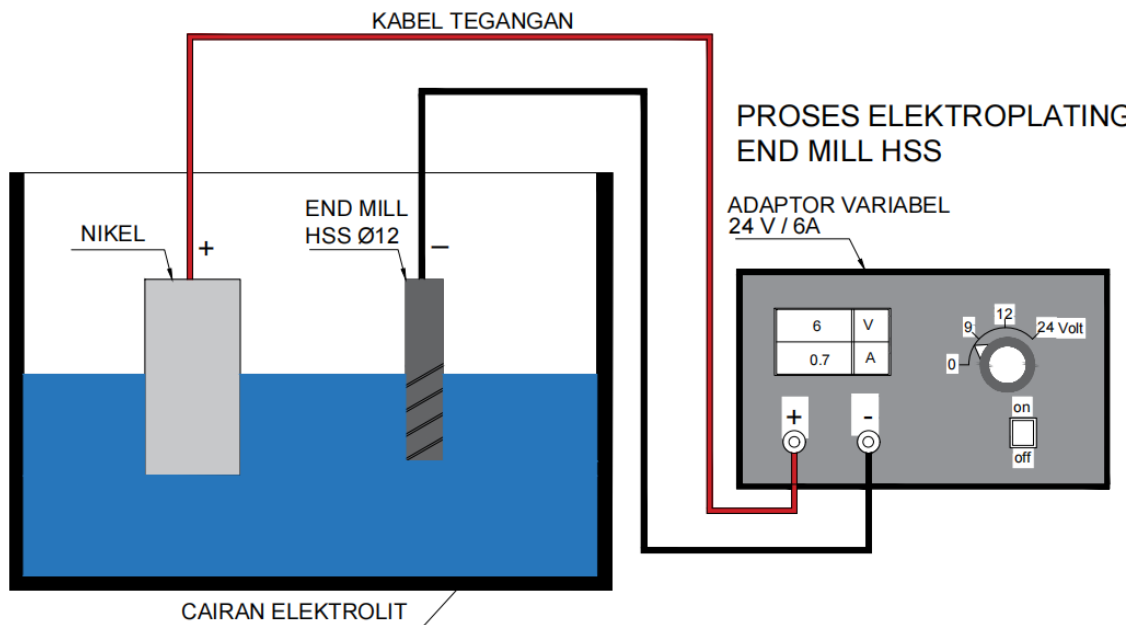 KABEL TEGANGAN
PROSES ELEKTROPLATING
END MILL HSS
NIKEL
+
END MILL
HSS Ø12
−
ADAPTOR VARIABEL
24 V / 6A
6 V
0.7 A
0
9
12
24 Volt
+
-
on
off
CAIRAN ELEKTROLIT